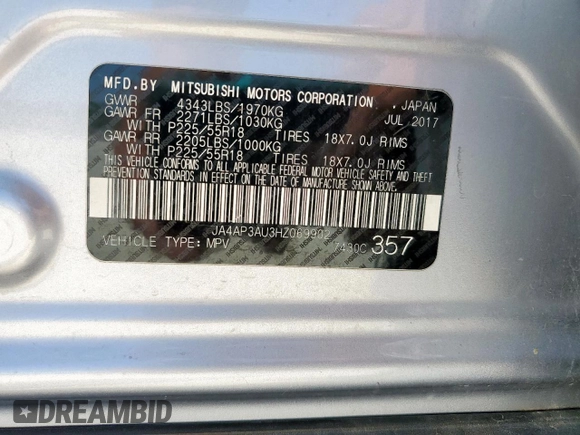 MFD.BY MITSUBISHI MOTORS CORPORATION JAPAN
GVWR 4343LBS/1970KG JUL 2017
GAWR FR 2271LBS/1030KG
WITH P225/55R18 TIRES 18X7.0J RIMS
GAWR RR 2205LBS/1000KG
WITH P225/55R18 TIRES 18X7.0J RIMS
THIS VEHICLE CONFORMS TO ALL APPLICABLE FEDERAL MOTOR VEHICLE SAFETY AND THEFT
PREVENTION STANDARDS IN EFFECT ON THE DATE OF MANUFACTURE SHOWN ABOVE.
JA4AP3AU3HZ069902
VEHICLE TYPE: MPV 357
DREAMBID